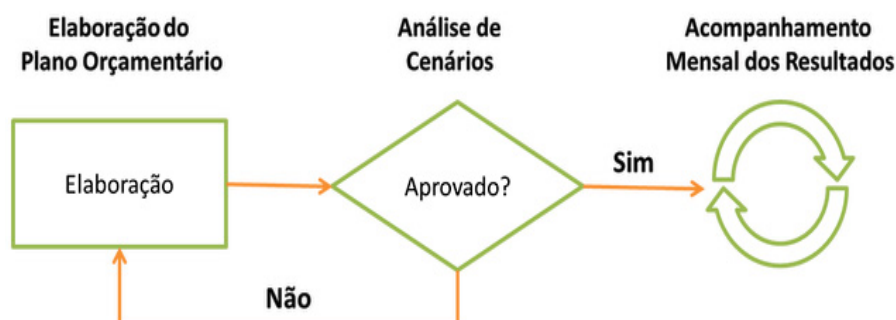 Elaboração do
Plano Orçamentário
Análise de
Cenários
Acompanhamento
Mensal dos Resultados
Elaboração
Aprovado?
Sim
Não